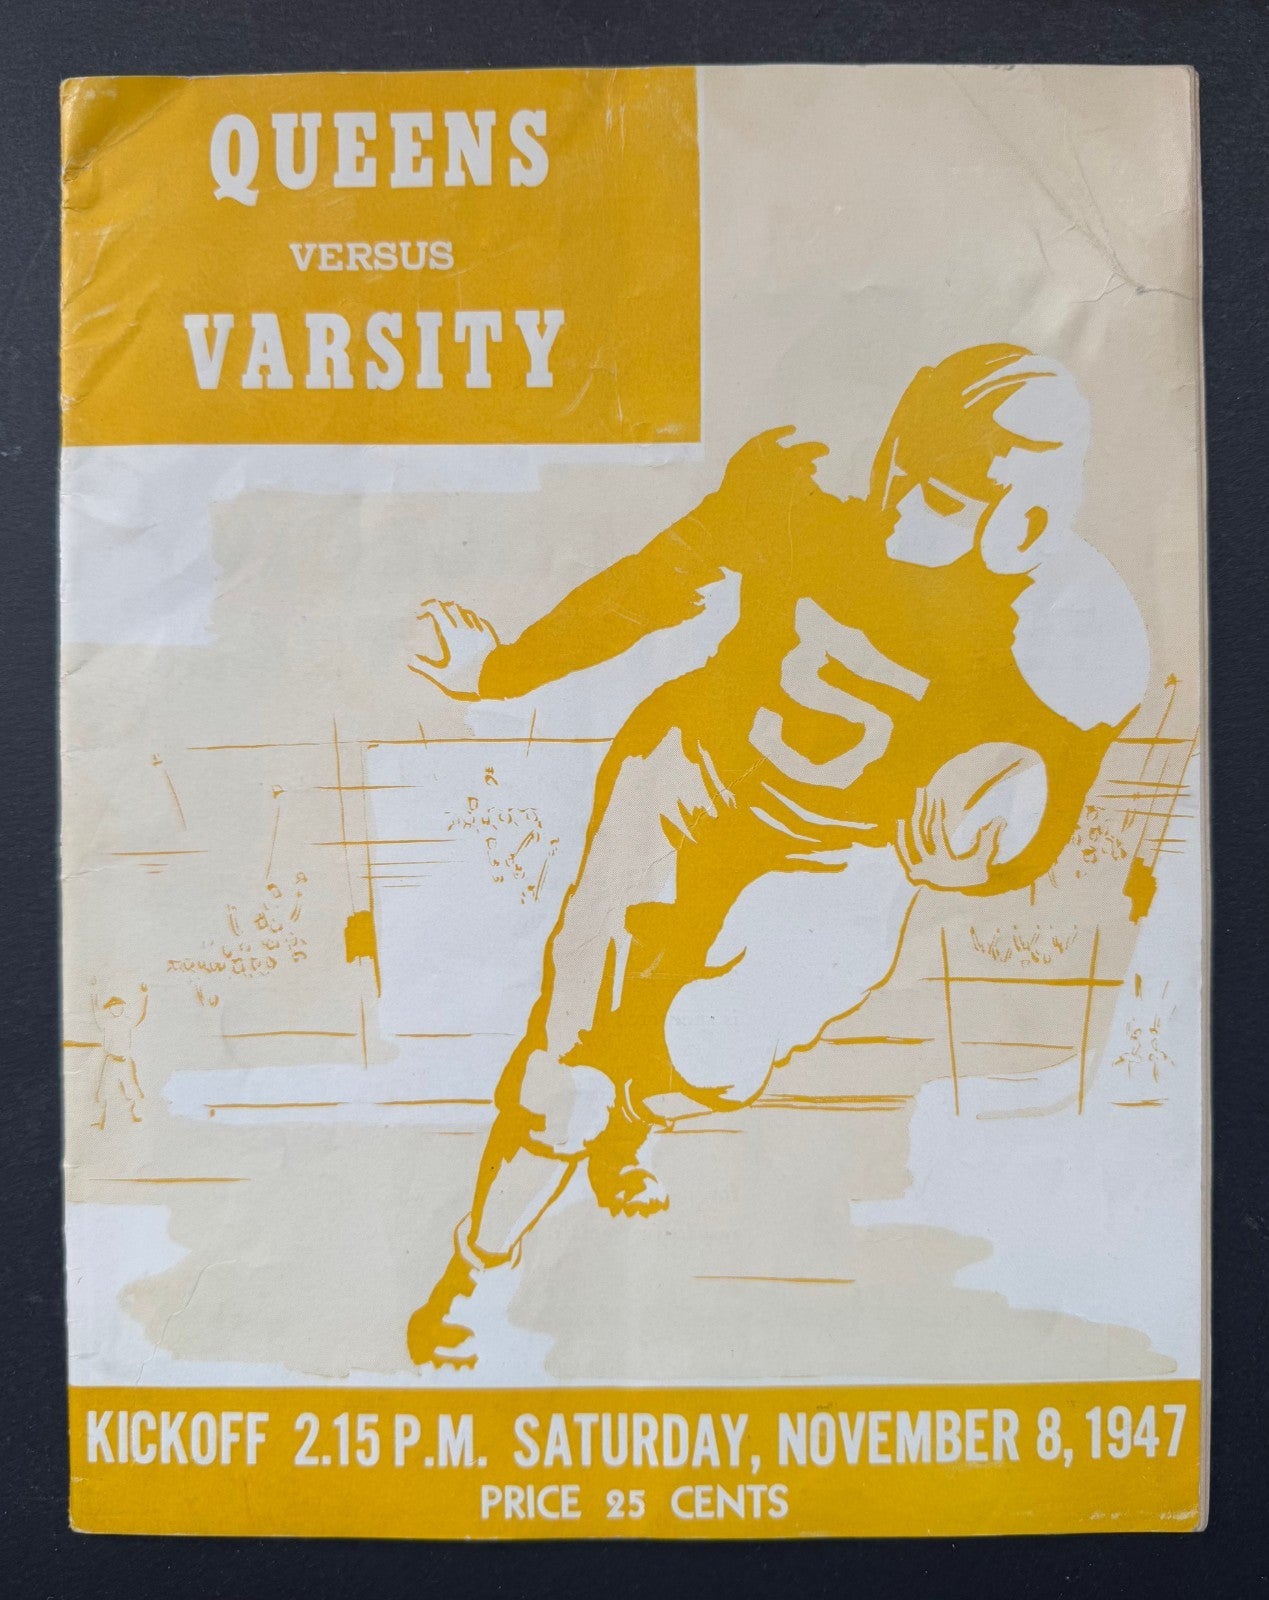 QUEENS
VERSUS
VARSITY
5
KICKOFF 2.15 P.M. SATURDAY, NOVEMBER 8, 1947
PRICE 25 CENTS